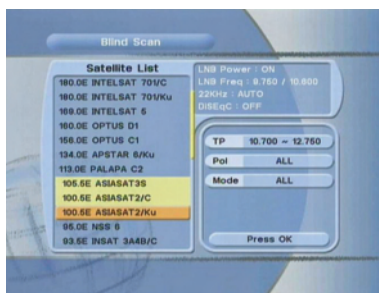 Blind Scan
Satellite List
180.0E INTELSAT 701/C
180.0E INTELSAT 701/Ku
169.0E INTELSAT 5
160.0E OPTUS D1
156.0E OPTUS C1
134.0E APSTAR 6/Ku
113.0E PALAPA C2
105.5E ASIASAT3S
100.5E ASIASAT2/C
100.5E ASIASAT2/Ku
95.0E NSS 6
93.5E INSAT 3A4B/C
LNB Power : ON
LNB Freq : 9.750 / 10.600
22KHz : AUTO
DiSEqC : OFF
TP 10.700 ~ 12.750
Pol ALL
Mode ALL
Press OK